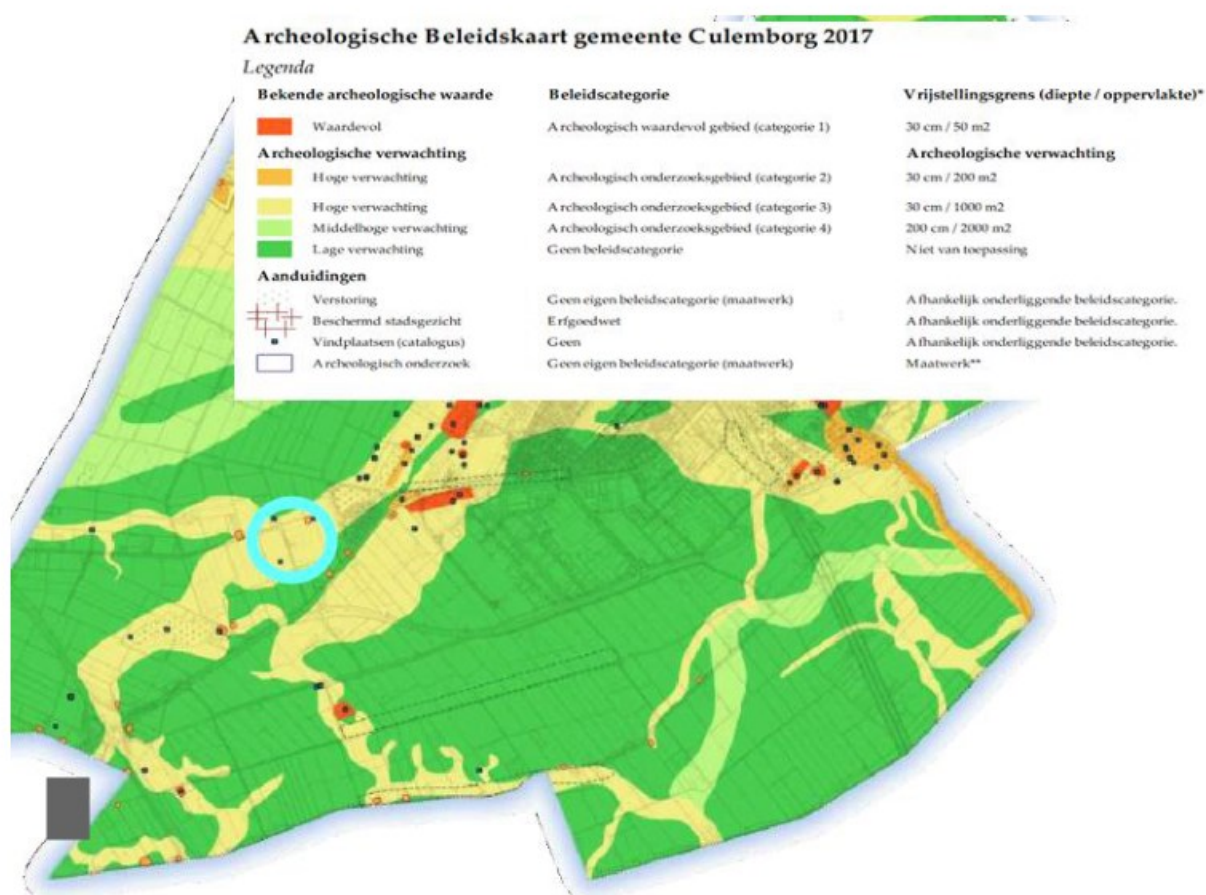 Archeologische Beleidskaart gemeente Culemborg 2017
Legenda
Bekende archeologische waarde Beleidscategorie Vrijstellingsgrens (diepte / oppervlakte)*
Waardevol Archeologisch waardevol gebied (categorie 1) 30 cm / 50 m2
Archeologische verwachting Archeologische verwachting
Hoge verwachting Archeologisch onderzoeksgebied (categorie 2) 30 cm / 200 m2
Hoge verwachting Archeologisch onderzoeksgebied (categorie 3) 30 cm / 1000 m2
Middelhoge verwachting Archeologisch onderzoeksgebied (categorie 4) 200 cm / 2000 m2
Lage verwachting Geen beleidscategorie Niet van toepassing
Aanduidingen
Verstoring Geen eigen beleidscategorie (maatwerk) Afhankelijk onderliggende beleidscategorie.
Beschermd stadsgezicht Erfgoedwet Afhankelijk onderliggende beleidscategorie.
Vindplaatsen (catalogus) Geen Afhankelijk onderliggende beleidscategorie.
Archeologisch onderzoek Geen eigen beleidscategorie (maatwerk) Maatwerk**